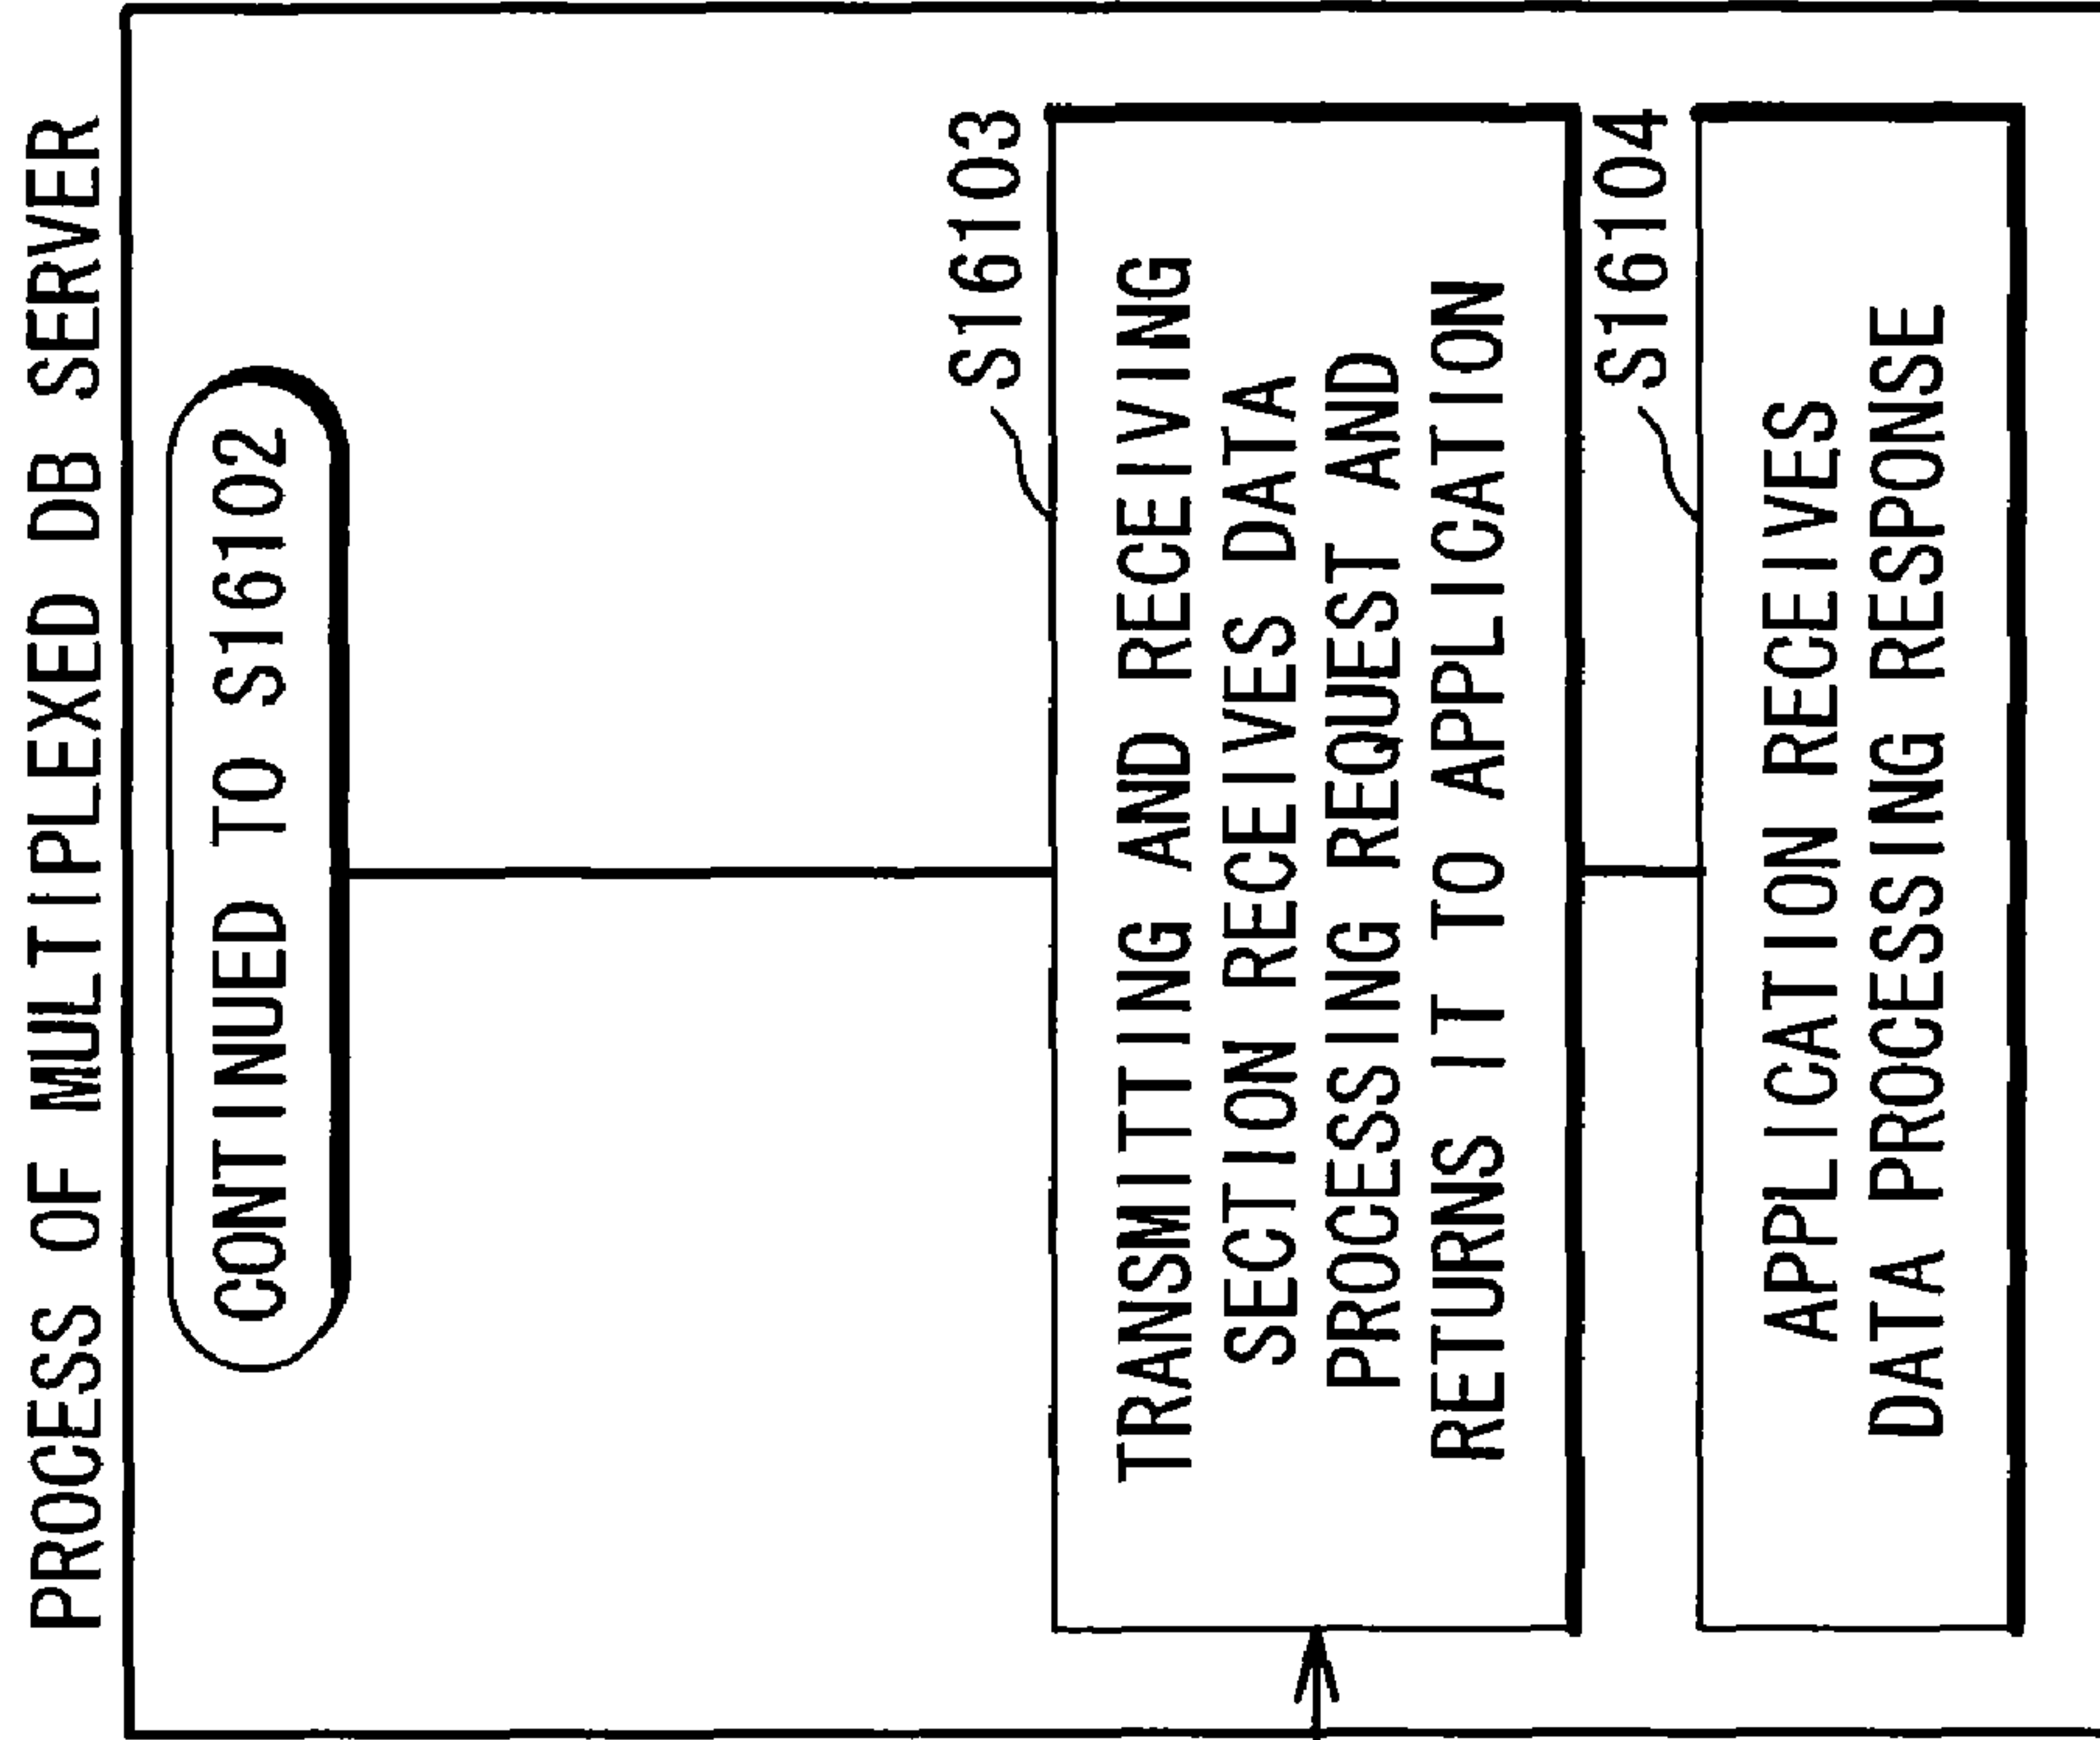 PROCESS OF MULTIPLEXED DB SERVER
CONTINUED TO S16102
S16103
TRANSMITTING AND RECEIVING
SECTION RECEIVES DATA
PROCESSING REQUEST AND
RETURNS IT TO APPLICATION
S16104
APPLICATION RECEIVES
DATA PROCESSING RESPONSE